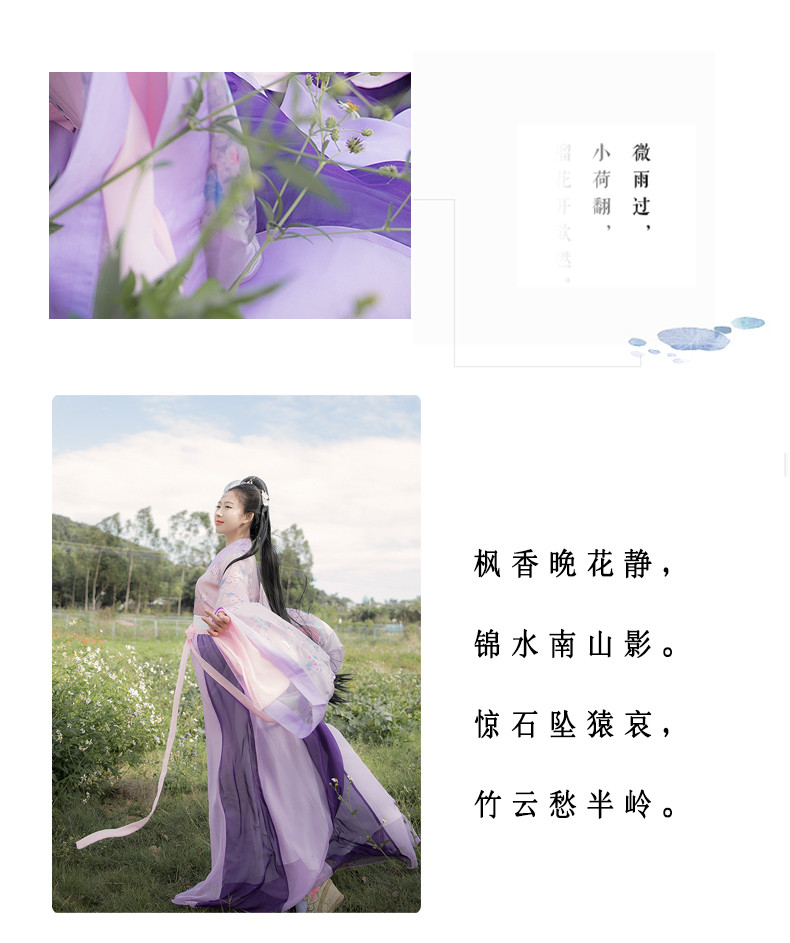 微雨过，
小荷翻，
榴花开欲然。
枫香晚花静，
锦水南山影。
惊石坠猿哀，
竹云愁半岭。